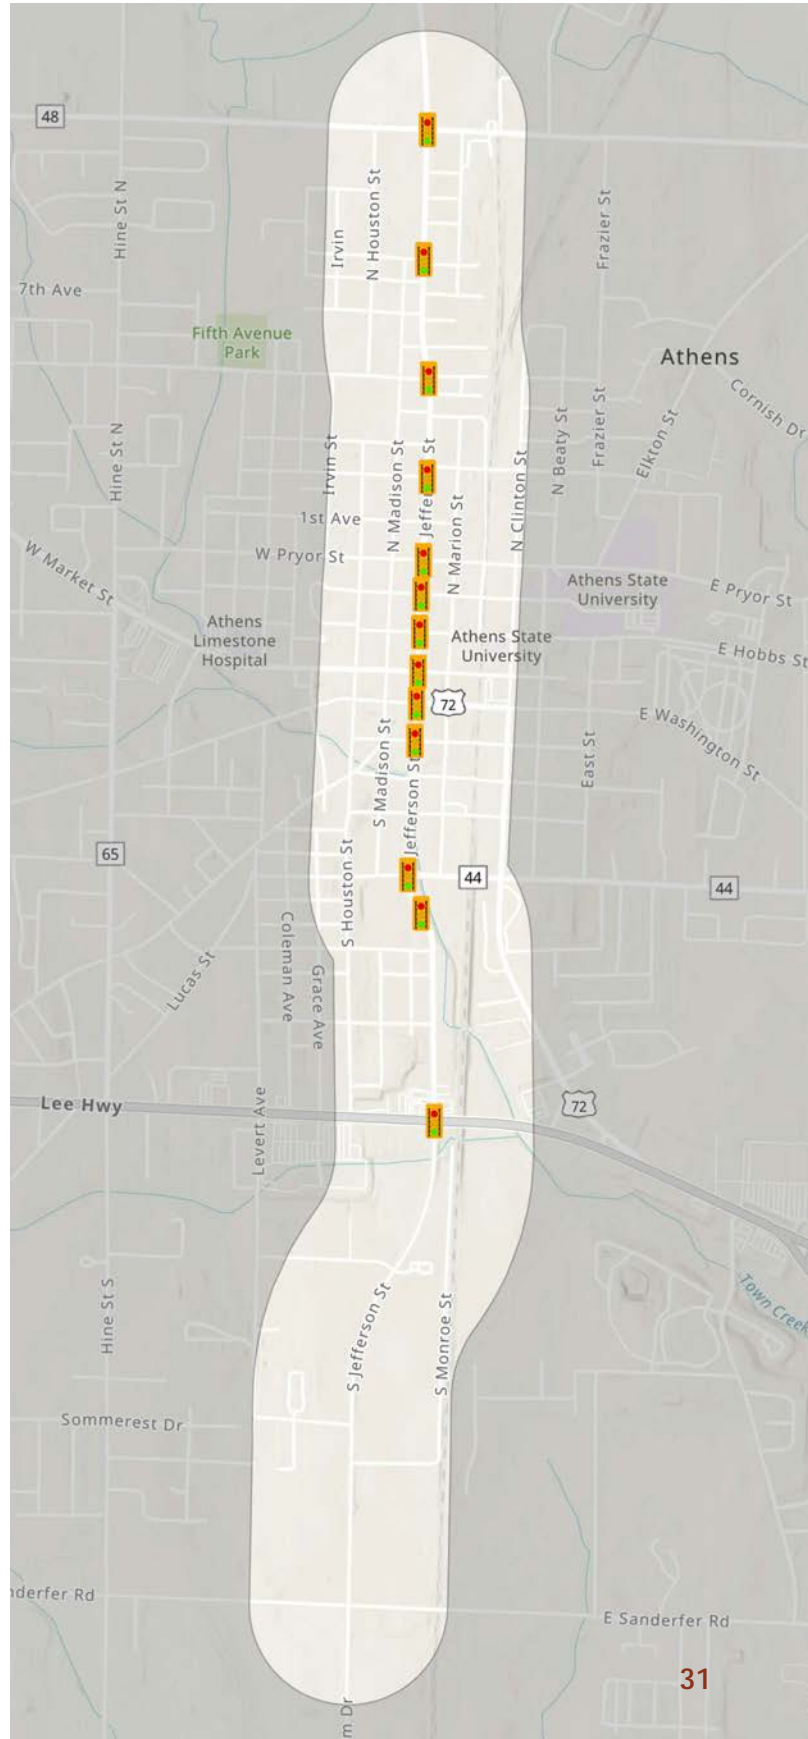 48
Hine St N
N Houston St
Irvin
Frazier St
7th Ave
Fifth Avenue
Park
Athens
Cornish Dr
Hine St N
Irvin St
N Madison St
Jeffer
St
N Marion St
N Clinton St
N Beaty St
Frazier St
Elkton St
1st Ave
W Pryor St
W Market St
Athens
Limestone
Hospital
Athens State
University
Athens State
University
E Pryor St
E Hobbs St
72
E Washington St
S Madison St
Jefferson St
East St
65
44
44
S Houston St
Lucas St
Coleman Ave
Grace Ave
Lee Hwy
Levert Ave
72
Hine St S
S Jefferson St
S Monroe St
Town Creek
Sommerest Dr
nderfer Rd
E Sanderfer Rd
31
m Dr